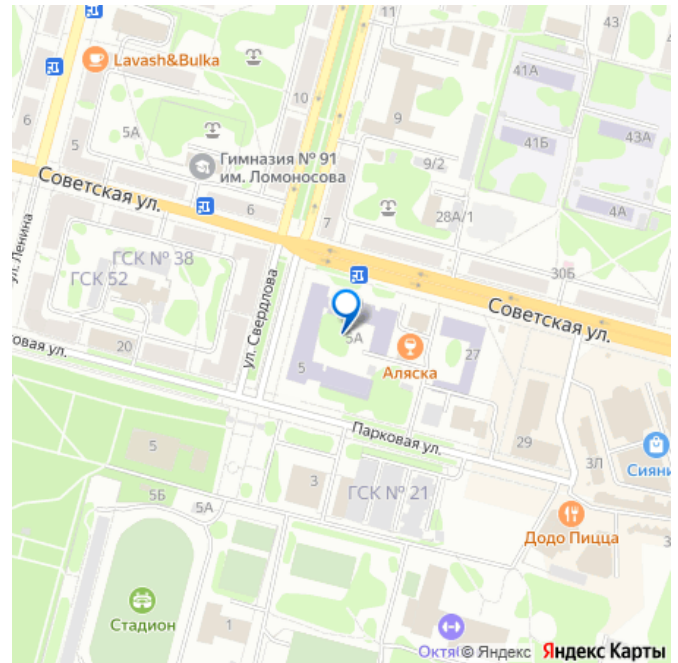 11
43
Lavash&Bulka
41А
10
9
6
5А
41Б
43А
5
Гимназия № 91
им. Ломоносова
9/2
Советская ул.
6
7
28А/1
4А
ул. Ленина
ГСК № 38
ГСК 52
30Б
ул. Свердлова
Советская ул.
20
5А
Аляска
27
5
Парковая ул.
5
29
3Л
Сияни
3
ГСК № 21
5Б
5А
Додо Пицца
Стадион
1
Октя
© Яндекс Яндекс Карты